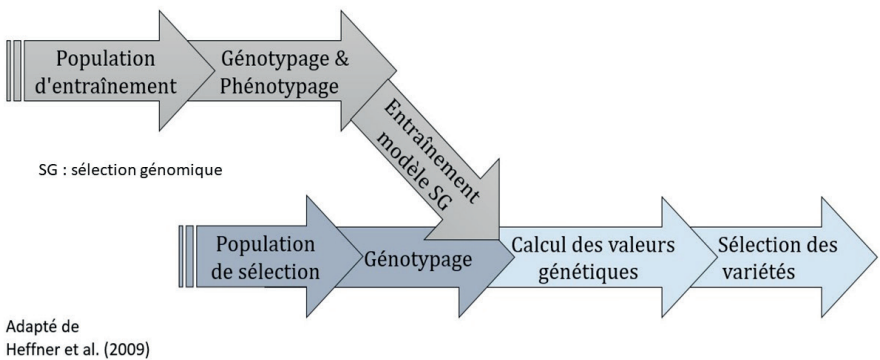 Population
d'entraînement
Génotypage &
Phénotypage
Entraînement
modèle SG
SG : sélection génomique
Population
de sélection
Génotypage
Calcul des valeurs
génétiques
Sélection des
variétés
Adapté de
Heffner et al. (2009)